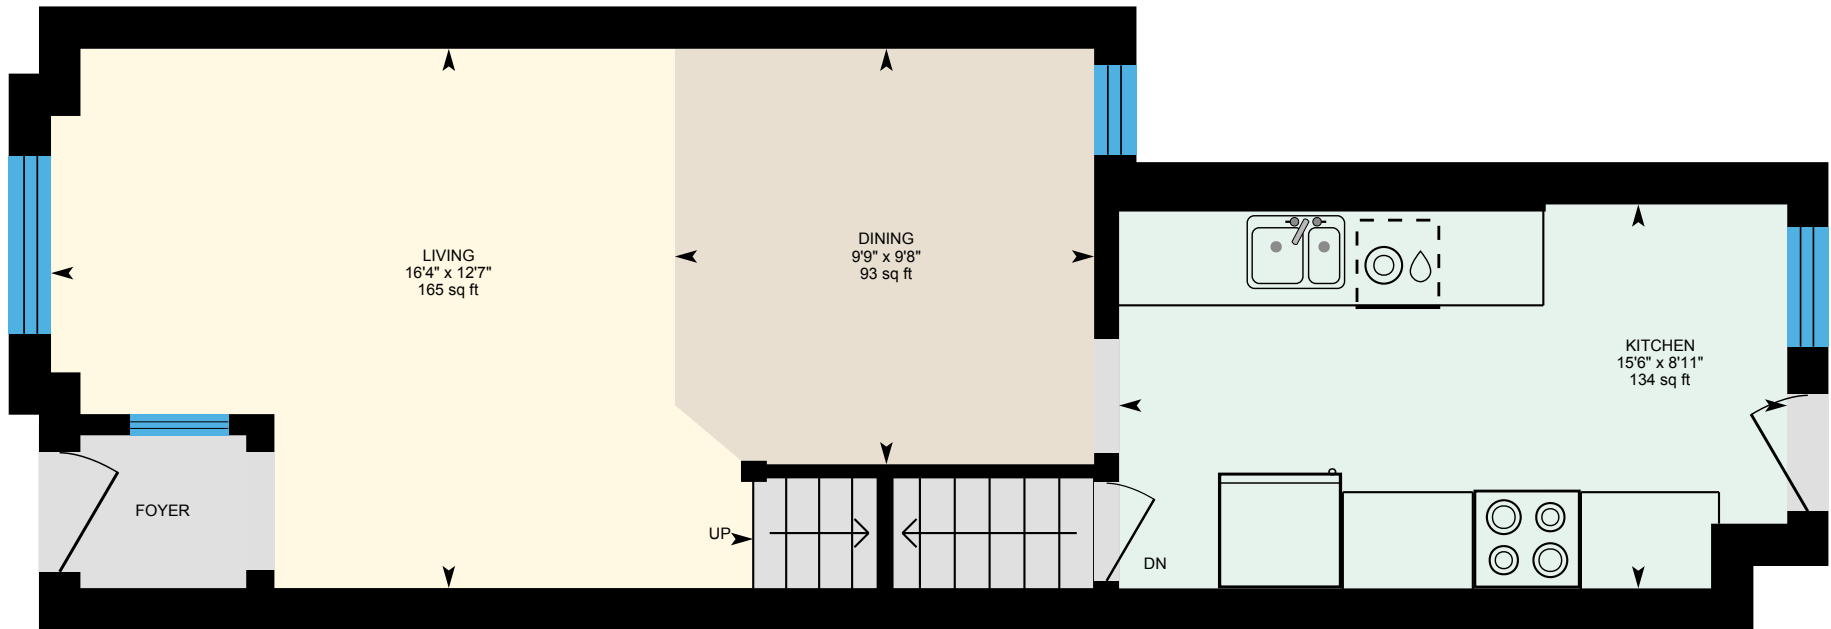 LIVING
16'4" x 12'7"
165 sq ft
DINING
9'9" x 9'8"
93 sq ft
KITCHEN
15'6" x 8'11"
134 sq ft
FOYER
UP
DN